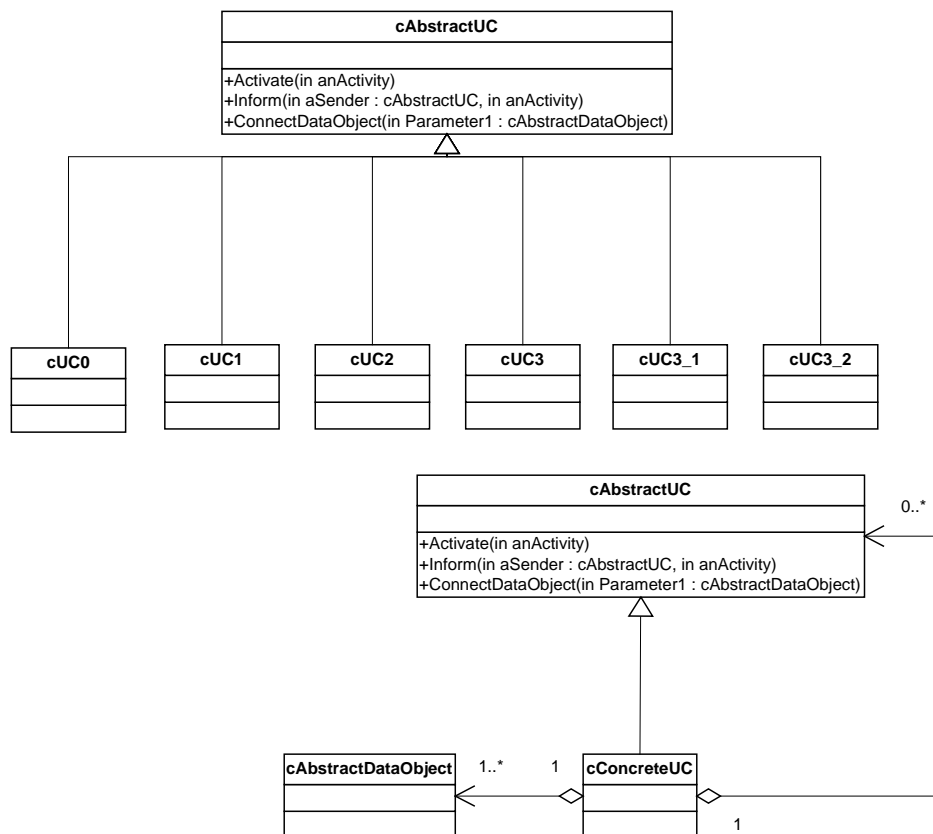 cAbstractUC
+Activate(in anActivity)
+Inform(in aSender : cAbstractUC, in anActivity)
+ConnectDataObject(in Parameter1 : cAbstractDataObject)
cUC0
cUC1
cUC2
cUC3
cUC3_1
cUC3_2
cAbstractUC
+Activate(in anActivity)
+Inform(in aSender : cAbstractUC, in anActivity)
+ConnectDataObject(in Parameter1 : cAbstractDataObject)
0..*
cAbstractDataObject
1..*
1
cConcreteUC
1